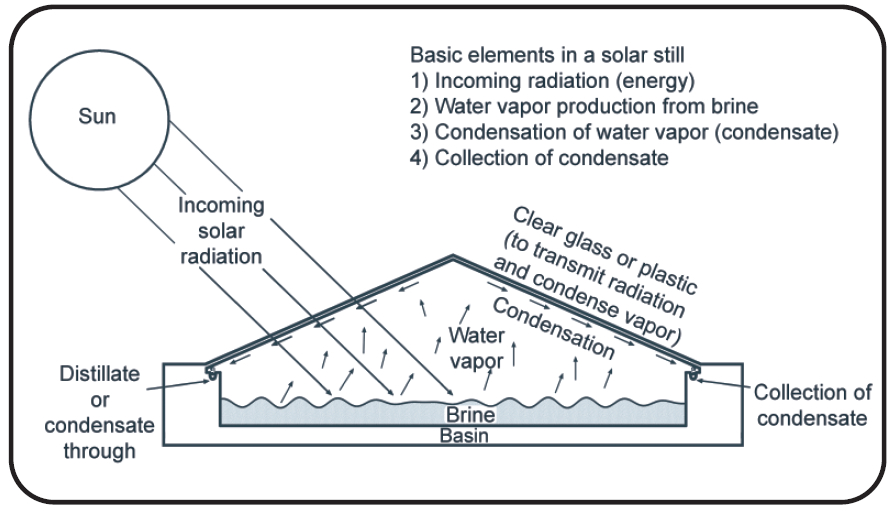 Basic elements in a solar still
1) Incoming radiation (energy)
2) Water vapor production from brine
3) Condensation of water vapor (condensate)
4) Collection of condensate
Sun
Incoming
solar
radiation
Clear glass or plastic
(to transmit radiation
and condense vapor)
Condensation
Water
vapor
Distillate
or
condensate
through
Collection of
condensate
Brine
Basin